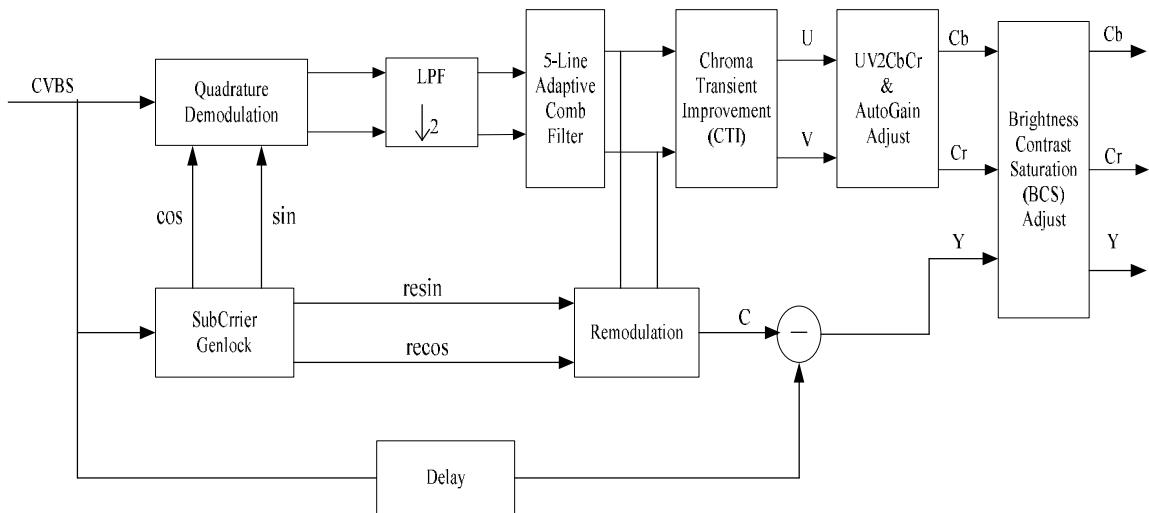 CVBS
Quadrature
Demodulation
LPF
2
5-Line
Adaptive
Comb
Filter
Chroma
Transient
Improvement
(CTI)
U
V
UV2CbCr
&
AutoGain
Adjust
Cb
Cr
Brightness
Contrast
Saturation
(BCS)
Adjust
Cb
Cr
Y
cos
sin
Y
SubCrrier
Genlock
resin
recos
Remodulation
C
—
Delay